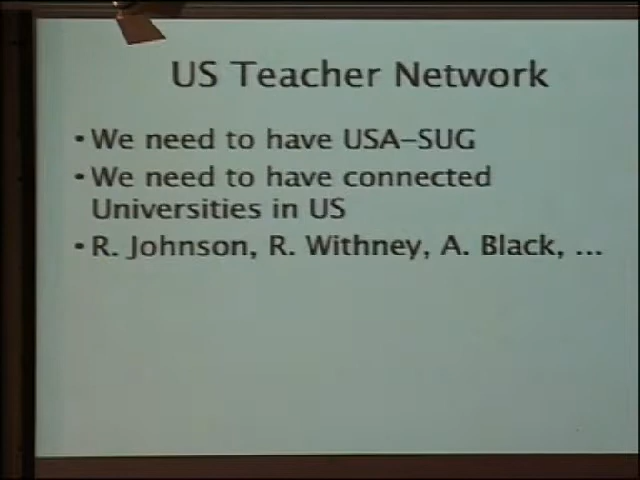 US Teacher Network
• We need to have USA-SUG
• We need to have connected
Universities in US
• R. Johnson, R. Withney, A. Black, ...